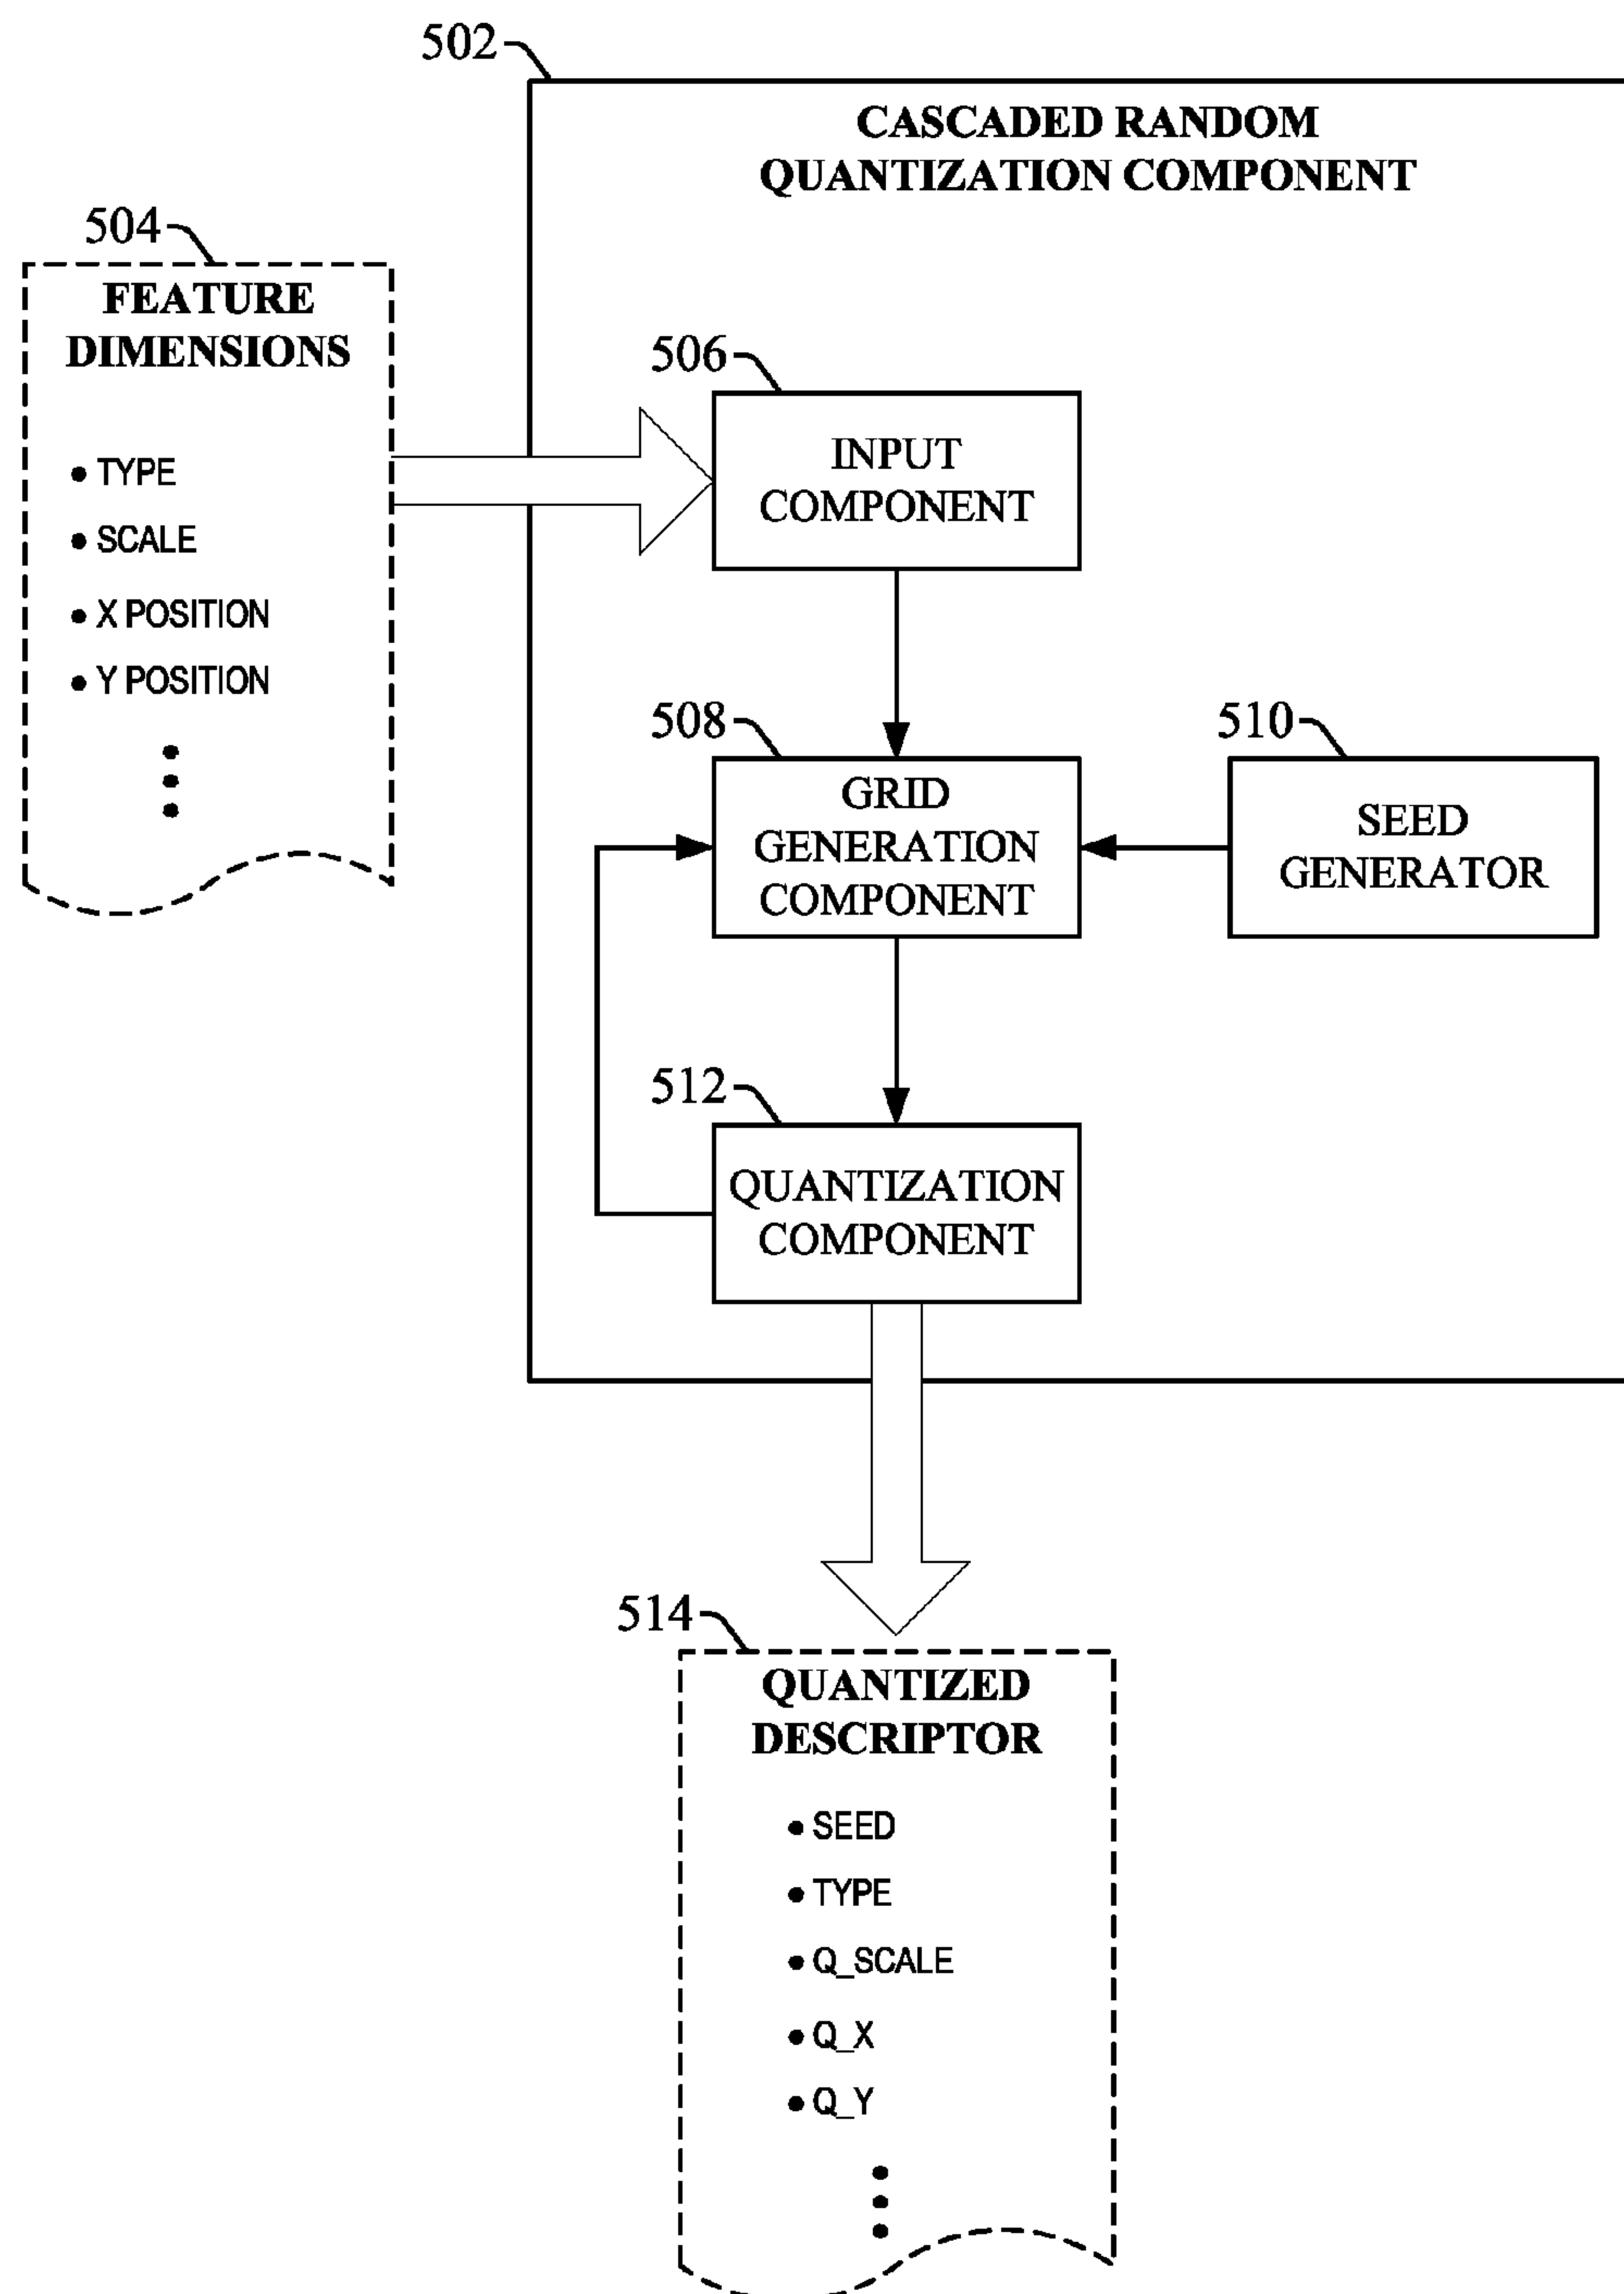 502
CASCADED RANDOM
QUANTIZATION COMPONENT
504
FEATURE
DIMENSIONS
• TYPE
• SCALE
• X POSITION
• Y POSITION
506
INPUT
COMPONENT
508
GRID
GENERATION
COMPONENT
510
SEED
GENERATOR
512
QUANTIZATION
COMPONENT
514
QUANTIZED
DESCRIPTOR
• SEED
• TYPE
• Q_SCALE
• Q_X
• Q_Y